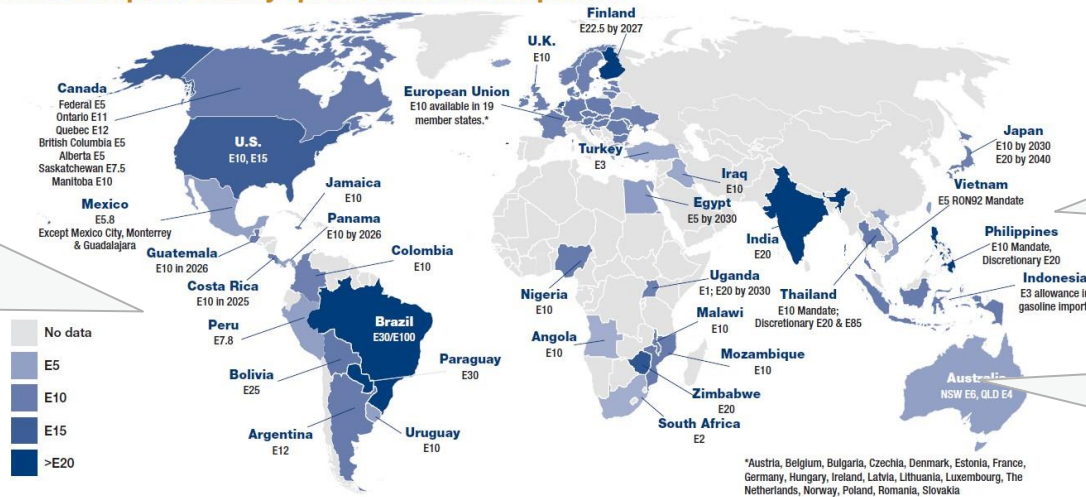 Finland
E22.5 by 2027
U.K.
E10
Canada
Federal E5
Ontario E11
Quebec E12
British Columbia E5
Alberta E5
Saskatchewan E7.5
Manitoba E10
European Union
E10 available in 19
member states.*
U.S.
E10, E15
Turkey
E3
Japan
E10 by 2030
E20 by 2040
Iraq
E10
Jamaica
E10
Vietnam
E5 RON92 Mandate
Mexico
E5.8
Except Mexico City, Monterrey
& Guadalajara
Egypt
E5 by 2030
Panama
E10 by 2026
Philippines
E10 Mandate,
Discretionary E20
India
E20
Guatemala
E10 in 2026
Colombia
E10
Uganda
E1; E20 by 2030
Indonesia
E3 allowance in
gasoline import
Costa Rica
E10 in 2025
Nigeria
E10
Thailand
E10 Mandate;
Discretionary E20 & E85
Malawi
E10
Peru
E7.8
Brazil
E30/E100
Angola
E10
Mozambique
E10
Paraguay
E30
Bolivia
E25
Zimbabwe
E20
Australia
NSW E6, QLD E4
South Africa
E2
Argentina
E12
Uruguay
E10
No data
E5
E10
E15
>E20
*Austria, Belgium, Bulgaria, Czechia, Denmark, Estonia, France,
Germany, Hungary, Ireland, Latvia, Lithuania, Luxembourg, The
Netherlands, Norway, Poland, Romania, Slovakia